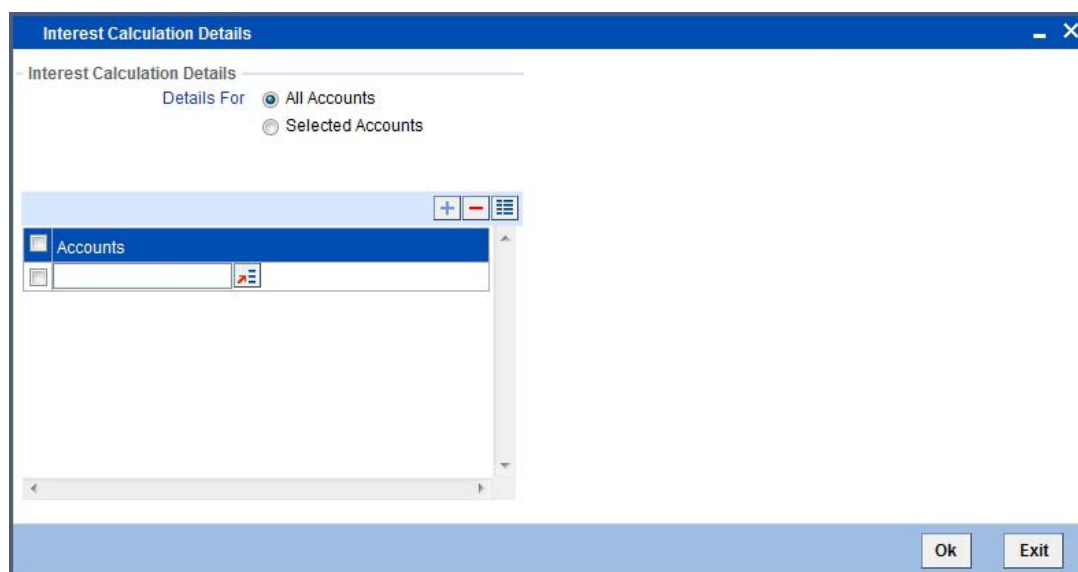 Interest Calculation Details
Interest Calculation Details
Details For All Accounts
Selected Accounts
Accounts
Ok Exit